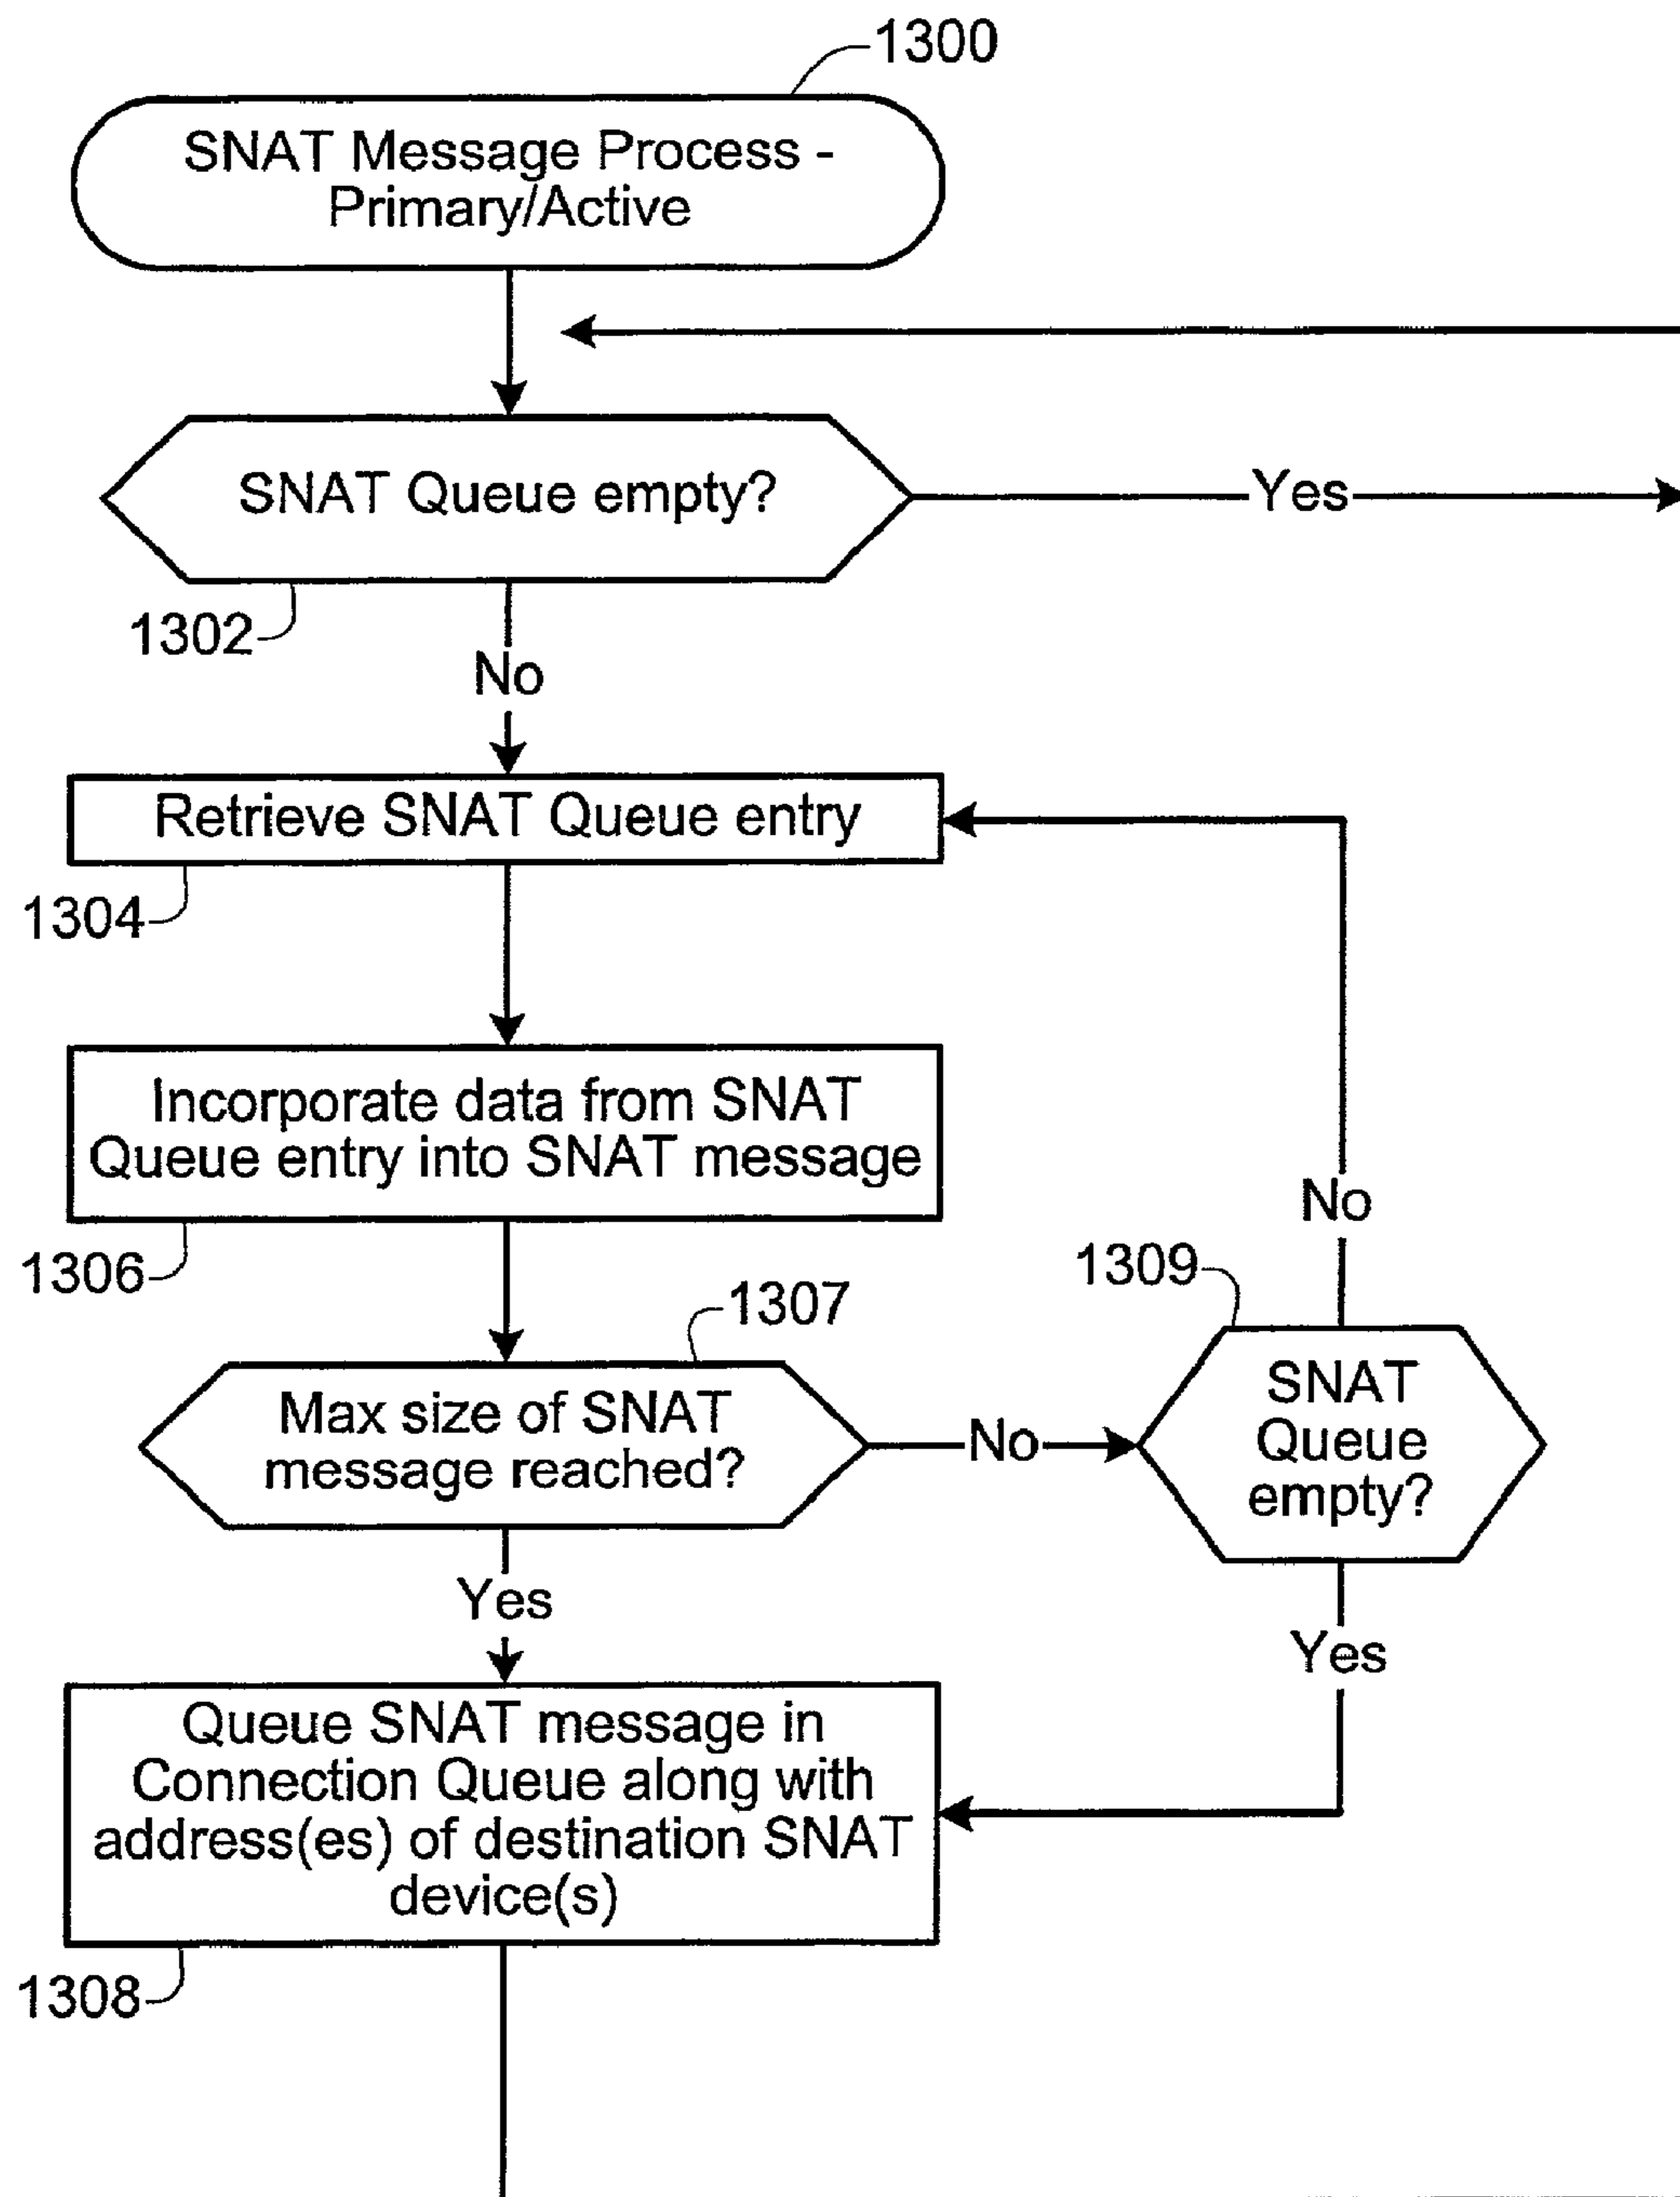 1300
SNAT Message Process -
Primary/Active
SNAT Queue empty?
Yes
1302
No
Retrieve SNAT Queue entry
1304
Incorporate data from SNAT
Queue entry into SNAT message
1306
No
1309
1307
Max size of SNAT
message reached?
No
SNAT
Queue
empty?
Yes
Yes
Queue SNAT message in
Connection Queue along with
address(es) of destination SNAT
device(s)
1308